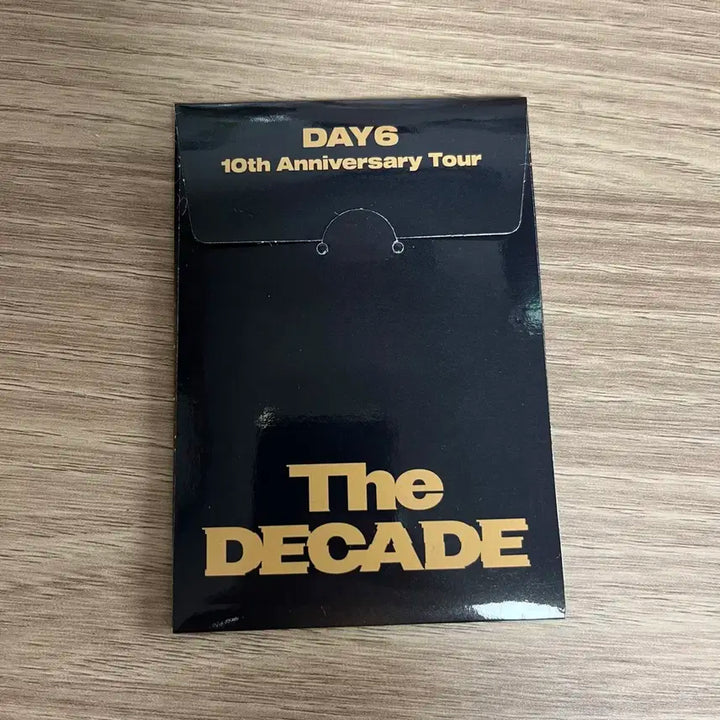 DAY6
10th Anniversary Tour
The
DECADE